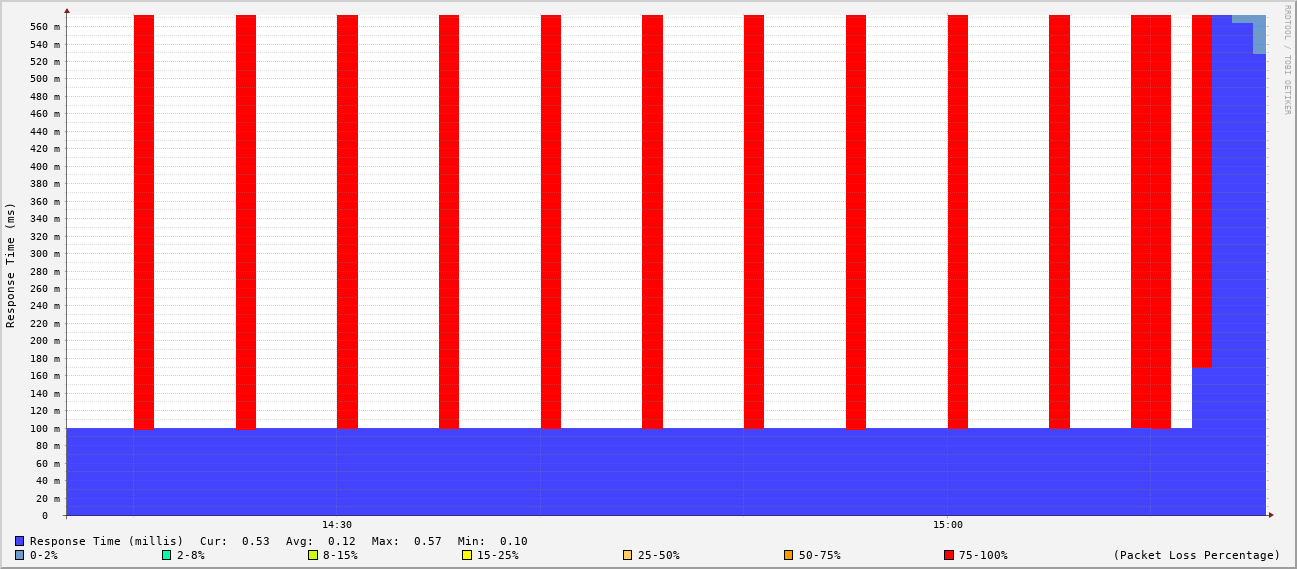 RRDTOOL / TOBI OETIKER
Response Time (ms)
560 m
540 m
520 m
500 m
480 m
460 m
440 m
420 m
400 m
380 m
360 m
340 m
320 m
300 m
280 m
260 m
240 m
220 m
200 m
180 m
160 m
140 m
120 m
100 m
80 m
60 m
40 m
20 m
0
14:30 15:00
Response Time (millis) Cur: 0.53 Avg: 0.12 Max: 0.57 Min: 0.10
0-2% 2-8% 8-15% 15-25% 25-50% 50-75% 75-100% (Packet Loss Percentage)